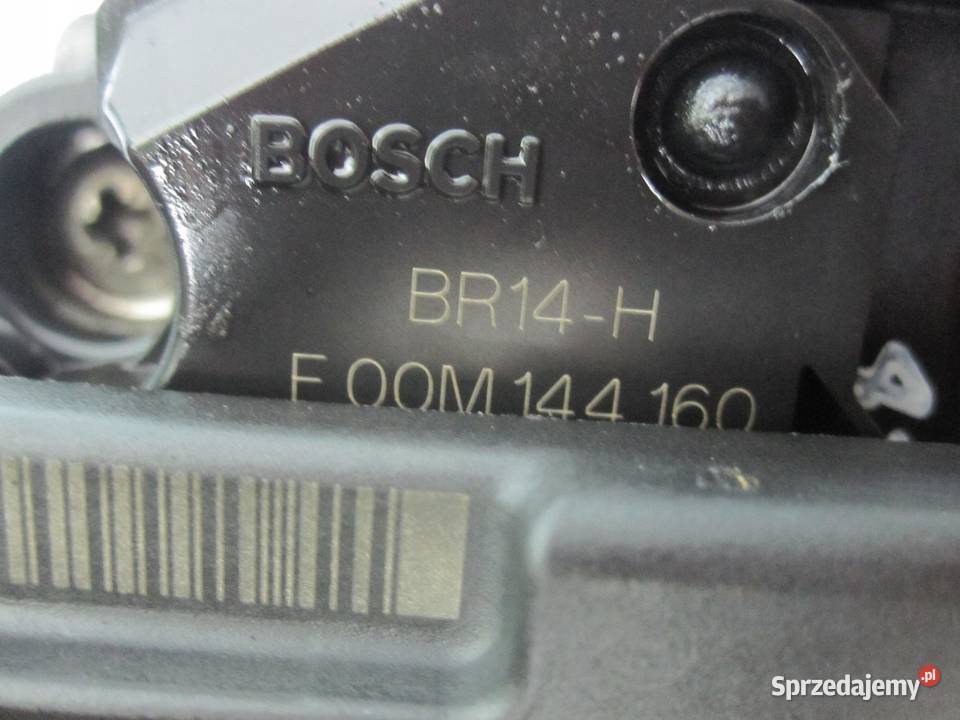 BOSCH
BR14-H
F 00M 144 160
Sprzedajemy.pl